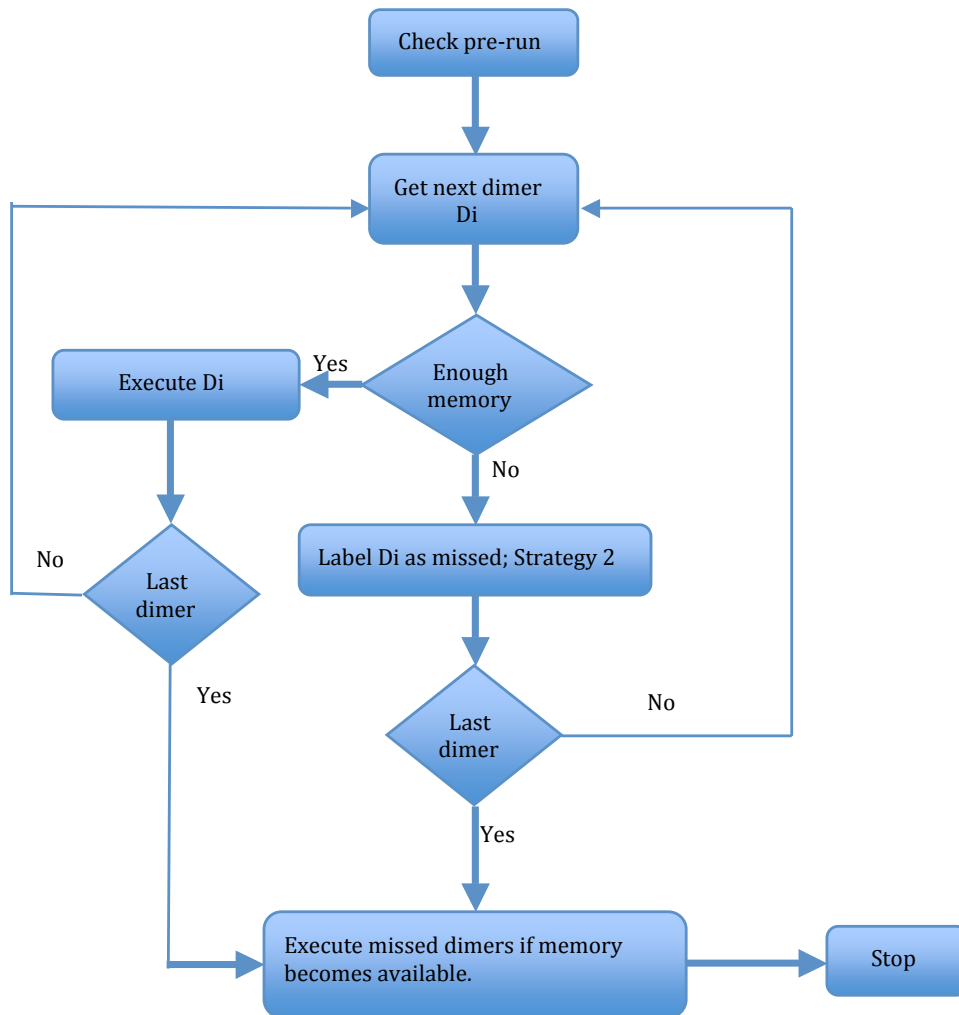 Check pre-run
Get next dimer
Di
Yes
Execute Di
Enough
memory
No
Label Di as missed; Strategy 2
No
Last
dimer
Yes
Last
dimer
No
Yes
Execute missed dimers if memory
becomes available.
Stop